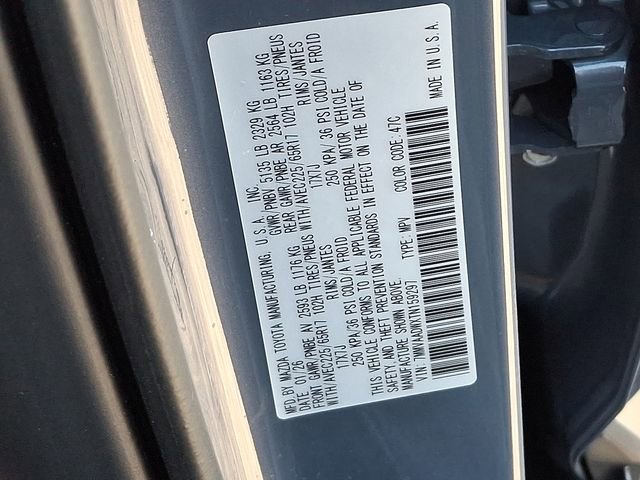 MFD.BY MAZDA TOYOTA MANUFACTURING, U.S.A., INC.
DATE: 01/26 GVWR/PNBV 5135 LB 2329 KG
FRONT GAWR/PNBE AV 2593 LB 1176 KG REAR GAWR/PNBE AR 2564 LB 1163 KG
WITH/AVEC225/65R17 102H TIRES/PNEUS WITH/AVEC225/65R17 102H TIRES/PNEUS
17X7J RIMS/JANTES 17X7J RIMS/JANTES
250 KPA/36 PSI COLD/A FROID 250 KPA/36 PSI COLD/A FROID
THIS VEHICLE CONFORMS TO ALL APPLICABLE FEDERAL MOTOR VEHICLE
SAFETY, AND THEFT PREVENTION STANDARDS IN EFFECT ON THE DATE OF
MANUFACTURE SHOWN ABOVE.
TYPE: MPV COLOR CODE: 47C
MADE IN U.S.A.